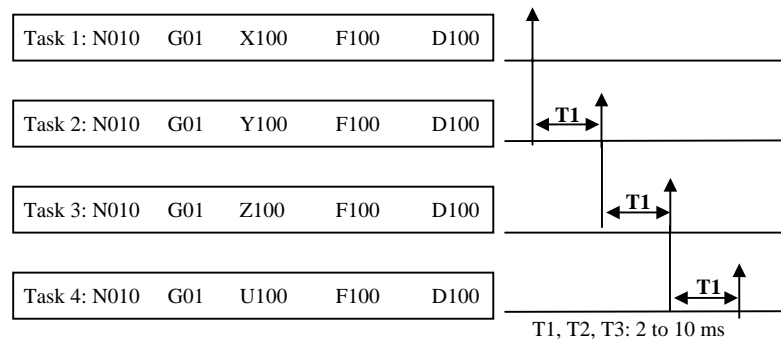 Task 1: N010 G01 X100 F100 D100
T1
Task 2: N010 G01 Y100 F100 D100
T1
Task 3: N010 G01 Z100 F100 D100
T1
Task 4: N010 G01 U100 F100 D100
T1, T2, T3: 2 to 10 ms